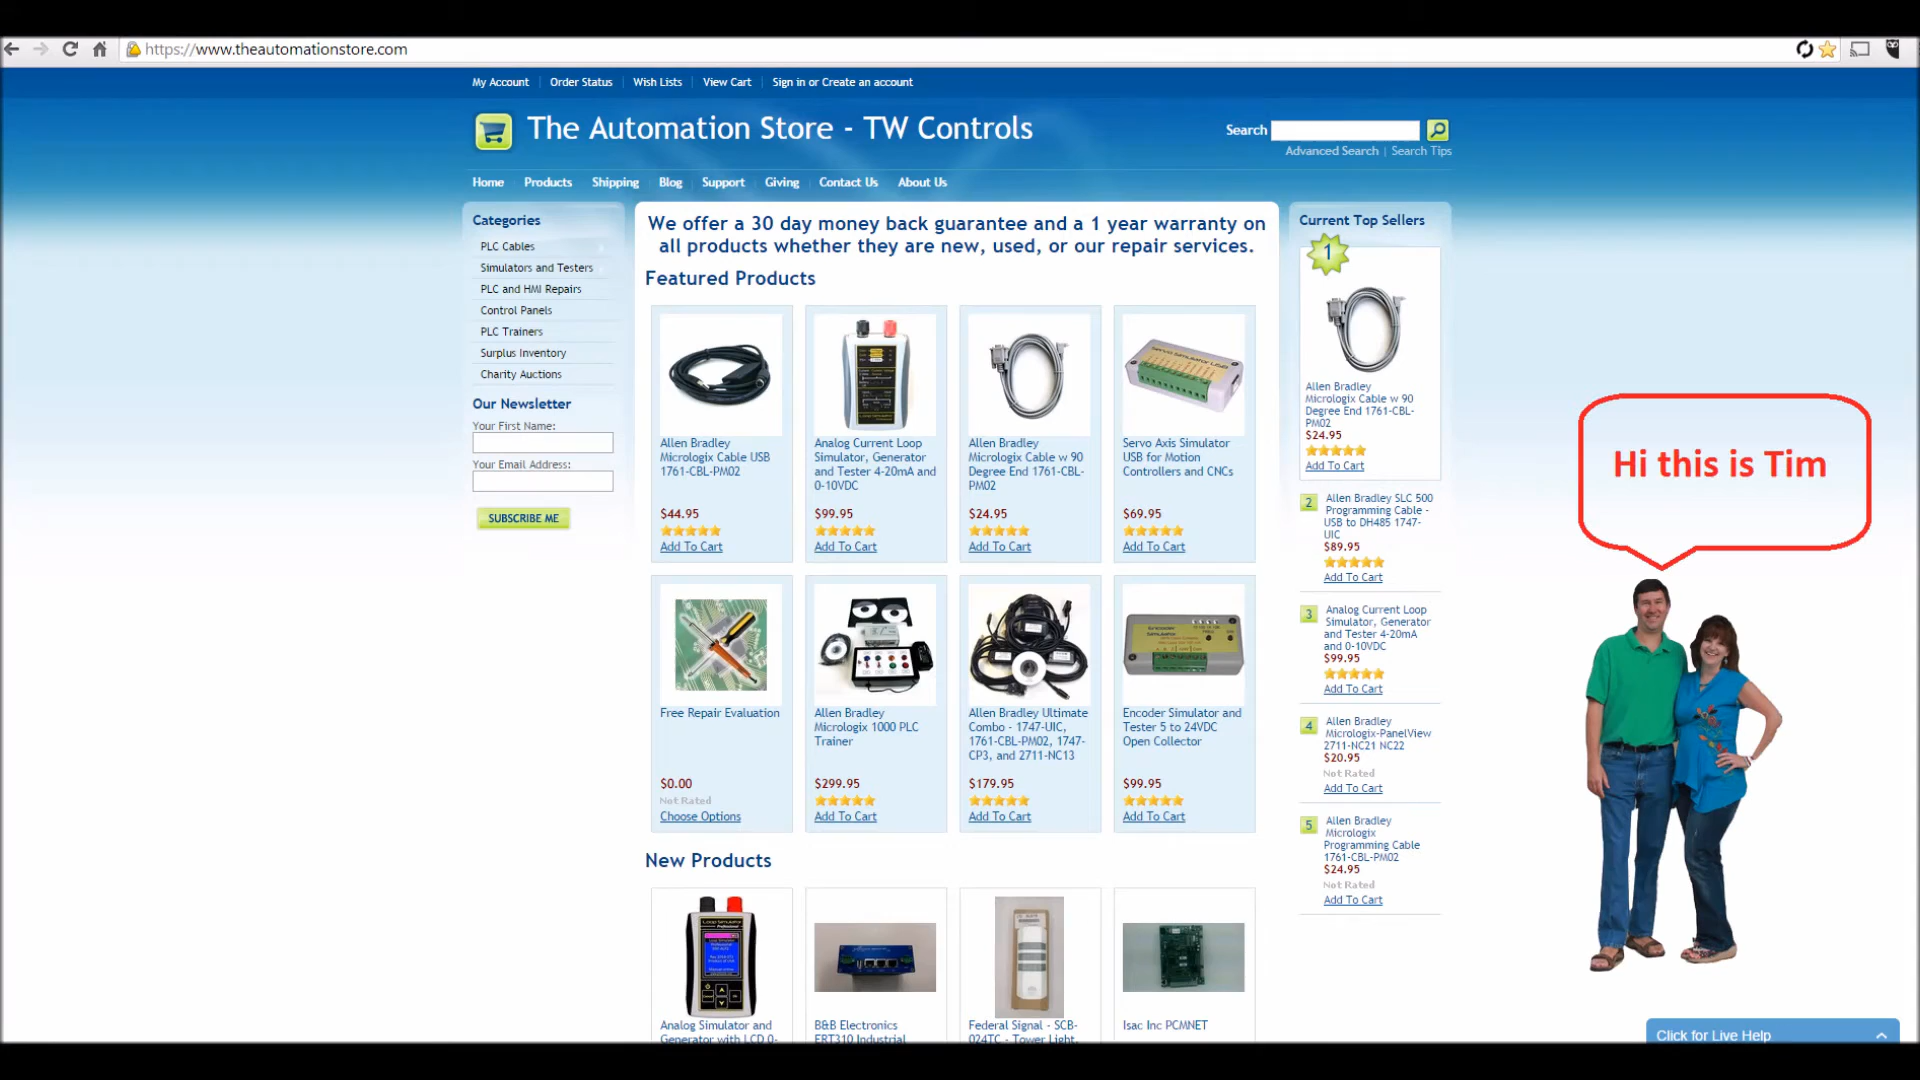 https://www.theautomationstore.com
My Account
Order Status
Wish Lists
View Cart
Sign in or Create an account
The Automation Store - TW Controls
Search
Advanced Search | Search Tips
Home
Products
Shipping
Blog
Support
Giving
Contact Us
About Us
Categories
PLC Cables
Simulators and Testers
PLC and HMI Repairs
Control Panels
PLC Trainers
Surplus Inventory
Charity Auctions
Our Newsletter
Your First Name:
Your Email Address:
SUBSCRIBE ME
We offer a 30 day money back guarantee and a 1 year warranty on
all products whether they are new, used, or our repair services.
Featured Products
Allen Bradley
Micrologix Cable USB
1761-CBL-PM02
$44.95
Add To Cart
Analog Current Loop
Simulator, Generator
and Tester 4-20mA and
0-10VDC
$99.95
Add To Cart
Allen Bradley
Micrologix Cable w 90
Degree End 1761-CBL-
PM02
$24.95
Add To Cart
Servo Simulator USB
Servo Axis Simulator
USB for Motion
Controllers and CNCs
$69.95
Add To Cart
Free Repair Evaluation
$0.00
Not Rated
Choose Options
Allen Bradley
Micrologix 1000 PLC
Trainer
$299.95
Add To Cart
Allen Bradley Ultimate
Combo - 1747-UIC,
1761-CBL-PM02, 1747-
CP3, and 2711-NC13
$179.95
Add To Cart
Encoder Simulator and
Tester 5 to 24VDC
Open Collector
$99.95
Add To Cart
New Products
Loop Simulator
Professional
Analog Simulator and
Generator with LCD 0-
B&B Electronics
ERT310 Industrial
Federal Signal - SCB-
024TC - Tower Light,
Isac Inc PCMNET
Current Top Sellers
1
Allen Bradley
Micrologix Cable w 90
Degree End 1761-CBL-
PM02
$24.95
Add To Cart
2
Allen Bradley SLC 500
Programming Cable -
USB to DH485 1747-
UIC
$89.95
Add To Cart
3
Analog Current Loop
Simulator, Generator
and Tester 4-20mA
and 0-10VDC
$99.95
Add To Cart
4
Allen Bradley
Micrologix-PanelView
2711-NC21 NC22
$20.95
Not Rated
Add To Cart
5
Allen Bradley
Micrologix
Programming Cable
1761-CBL-PM02
$24.95
Not Rated
Add To Cart
Hi this is Tim
Click for Live Help